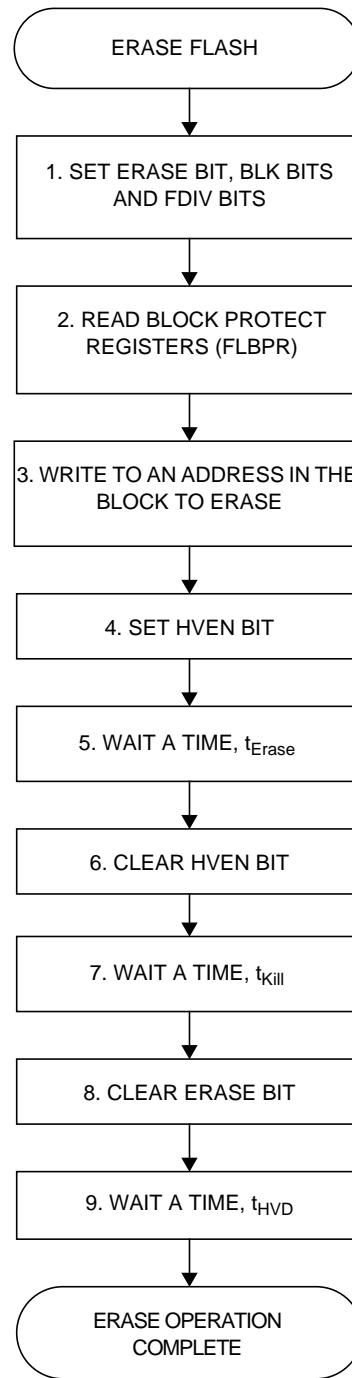 ERASE FLASH
1. SET ERASE BIT, BLK BITS
AND FDIV BITS
2. READ BLOCK PROTECT
REGISTERS (FLBPR)
3. WRITE TO AN ADDRESS IN THE
BLOCK TO ERASE
4. SET HVEN BIT
5. WAIT A TIME, tErase
6. CLEAR HVEN BIT
7. WAIT A TIME, tKill
8. CLEAR ERASE BIT
9. WAIT A TIME, tHVD
ERASE OPERATION
COMPLETE